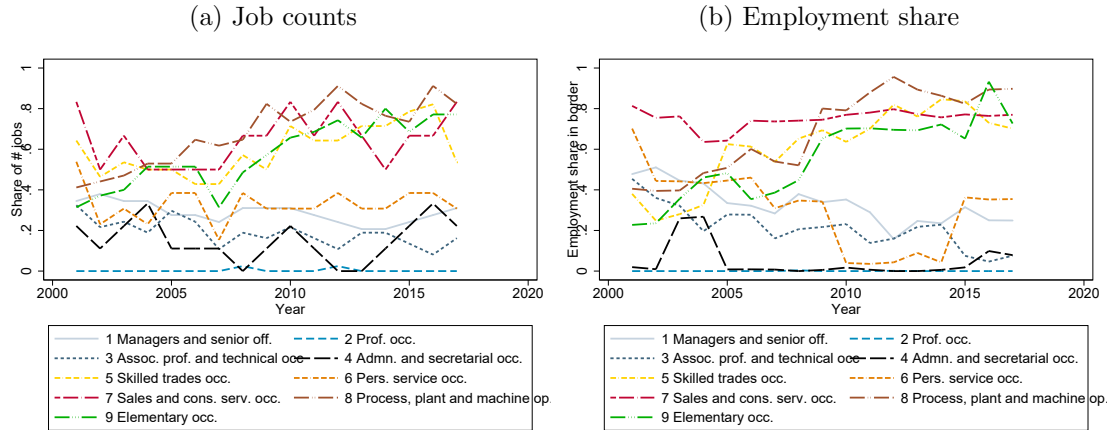 (a) Job counts
Share of # jobs
1
.8
.6
.4
.2
0
2000 2005 2010 2015 2020
Year
1 Managers and senior off. 2 Prof. occ.
3 Assoc. prof. and technical occ. 4 Admn. and secretarial occ.
5 Skilled trades occ. 6 Pers. service occ.
7 Sales and cons. serv. occ. 8 Process, plant and machine op.
9 Elementary occ.
(b) Employment share
Employment share in border
1
.8
.6
.4
.2
0
2000 2005 2010 2015 2020
Year
1 Managers and senior off. 2 Prof. occ.
3 Assoc. prof. and technical occ. 4 Admn. and secretarial occ.
5 Skilled trades occ. 6 Pers. service occ.
7 Sales and cons. serv. occ. 8 Process, plant and machine op.
9 Elementary occ.